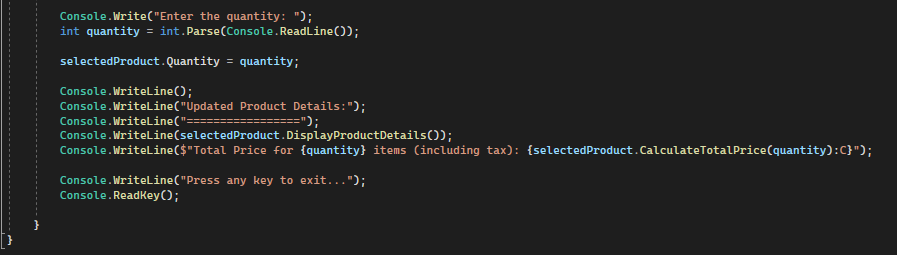 Console.Write("Enter the quantity: ");
int quantity = int.Parse(Console.ReadLine());
selectedProduct.Quantity = quantity;
Console.WriteLine();
Console.WriteLine("Updated Product Details:");
Console.WriteLine("==================");
Console.WriteLine(selectedProduct.DisplayProductDetails());
Console.WriteLine($"Total Price for {quantity} items (including tax): {selectedProduct.CalculateTotalPrice(quantity):C}");
Console.WriteLine("Press any key to exit...");
Console.ReadKey();
}
}